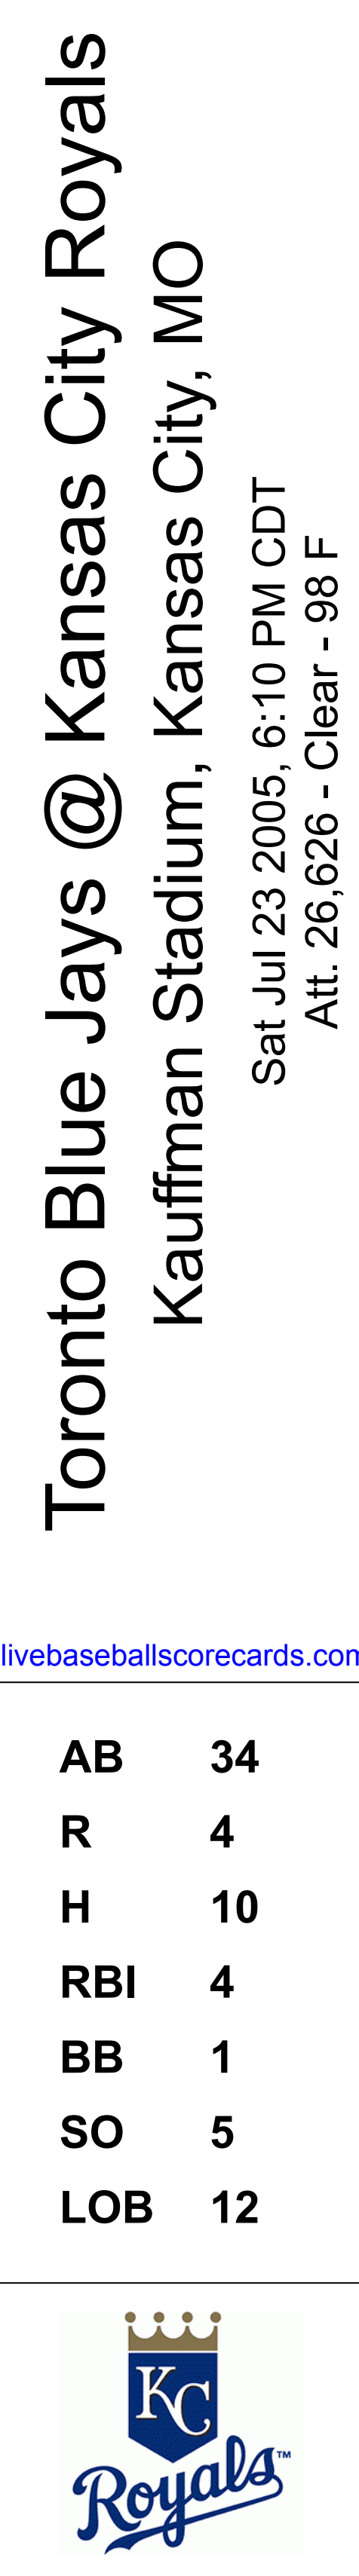 Toronto Blue Jays @ Kansas City Royals
Kauffman Stadium, Kansas City, MO
Sat Jul 23 2005, 6:10 PM CDT
Att. 26,626 - Clear - 98 F
livebaseballscorecards.com
AB 34
R 4
H 10
RBI 4
BB 1
SO 5
LOB 12
KC
Royals™